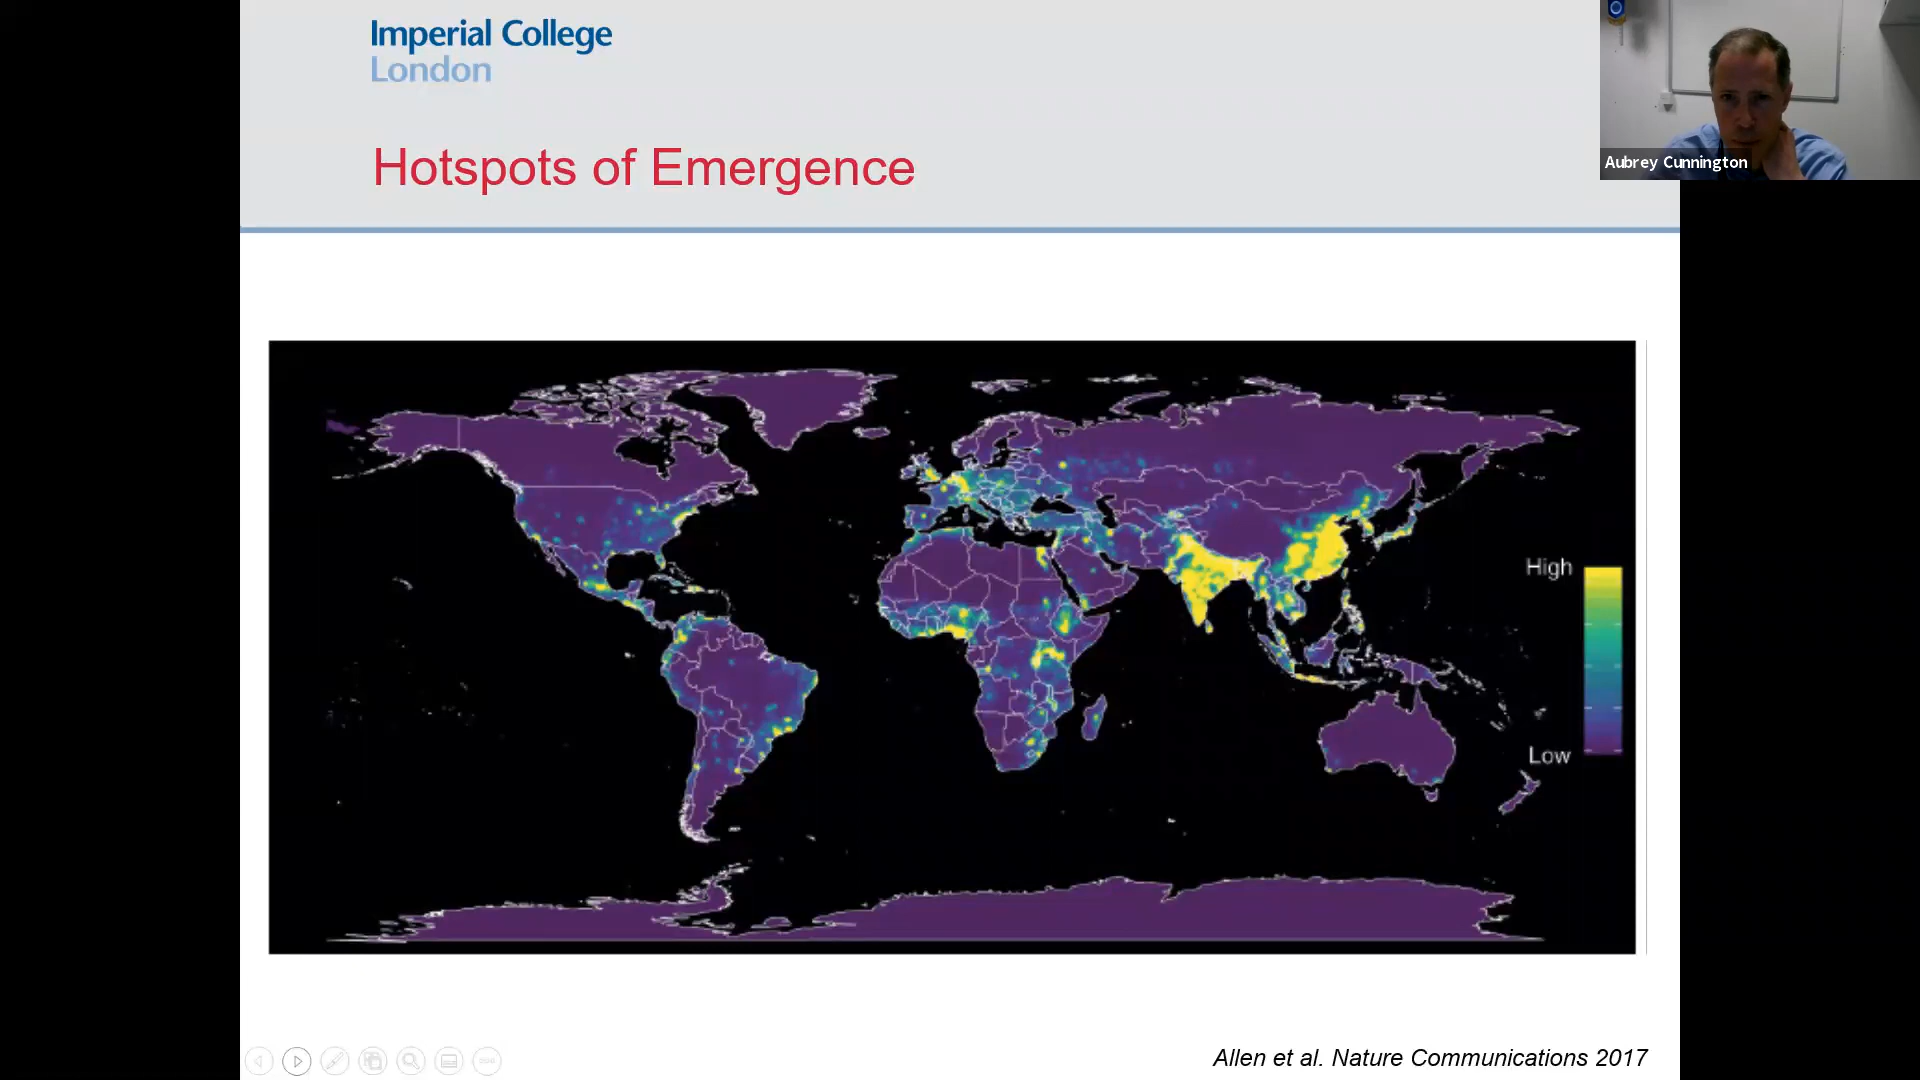 Imperial College
London
Aubrey Cunnington
Hotspots of Emergence
High
Low
Allen et al. Nature Communications 2017